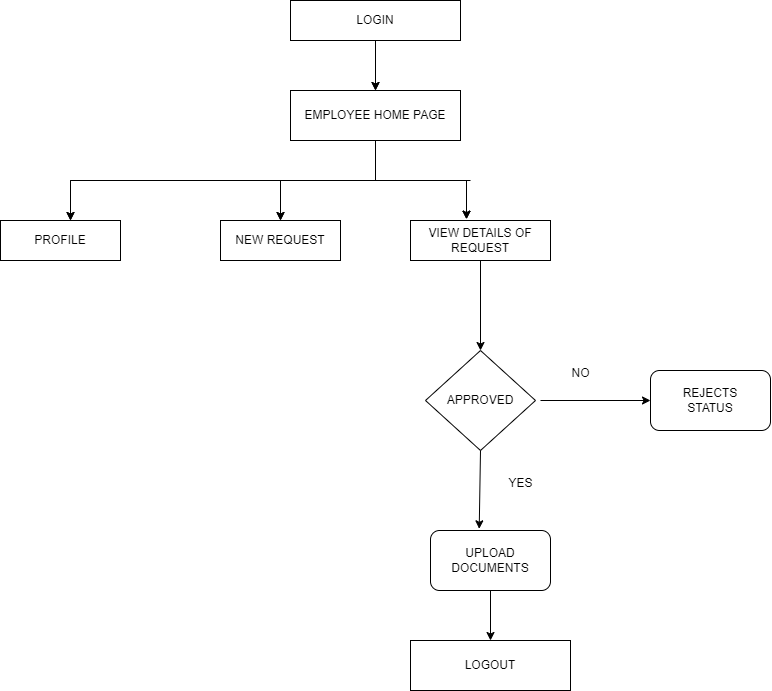 LOGIN
EMPLOYEE HOME PAGE
PROFILE
NEW REQUEST
VIEW DETAILS OF
REQUEST
APPROVED
NO
REJECTS
STATUS
YES
UPLOAD
DOCUMENTS
LOGOUT